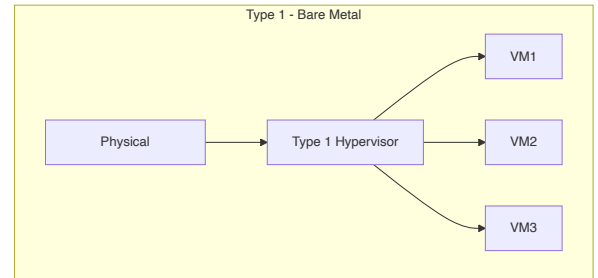 Type 1 - Bare Metal
VM1
Physical
Type 1 Hypervisor
VM2
VM3